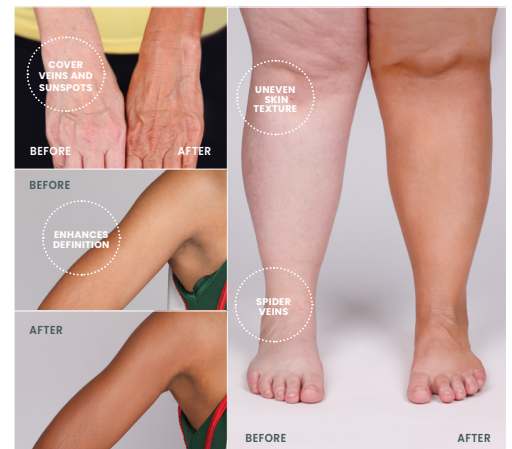 COVER
VEINS AND
SUNSPOTS
BEFORE
AFTER
BEFORE
ENHANCES
DEFINITION
AFTER
UNEVEN
SKIN
TEXTURE
SPIDER
VEINS
BEFORE
AFTER